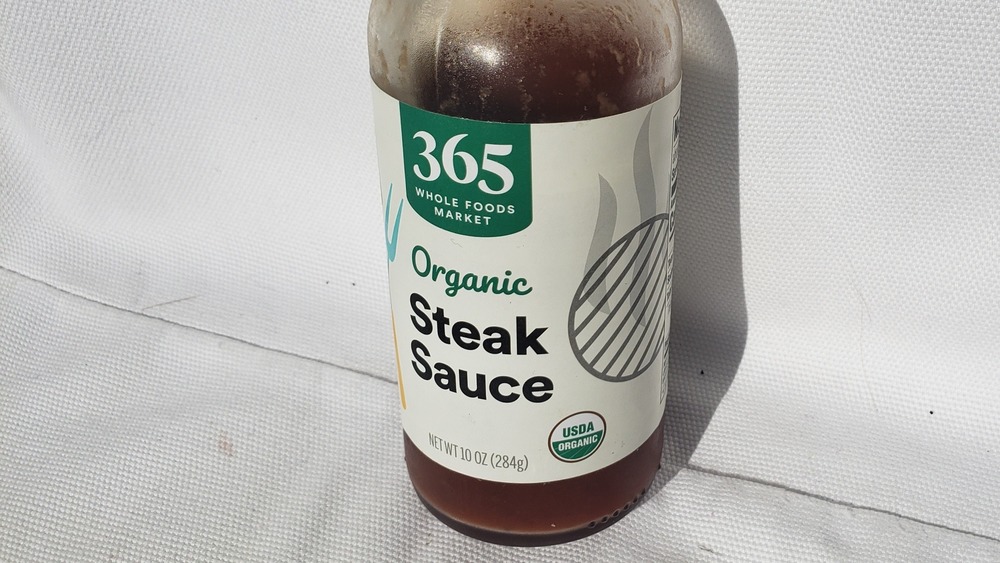 365
WHOLE FOODS
MARKET
Organic
Steak
Sauce
NET WT 10 OZ (284g)
USDA
ORGANIC